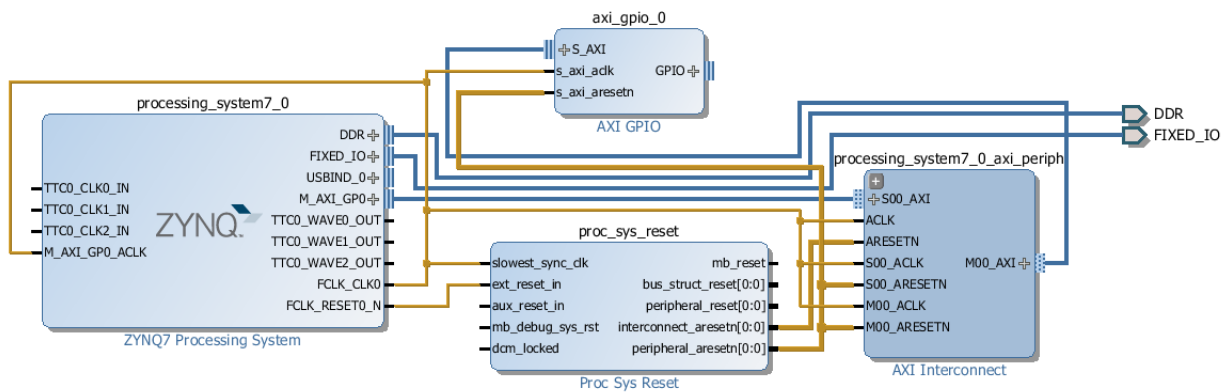 axi_gpio_0
S_AXI
s_axi_aclk
s_axi_aresetn
GPIO
AXI GPIO
processing_system7_0
DDR
FIXED_IO
USBIND_0
M_AXI_GP0
TTC0_WAVE0_OUT
TTC0_WAVE1_OUT
TTC0_WAVE2_OUT
FCLK_CLK0
FCLK_RESET0_N
TTC0_CLK0_IN
TTC0_CLK1_IN
TTC0_CLK2_IN
M_AXI_GP0_ACLK
ZYNQ
ZYNQ7 Processing System
proc_sys_reset
slowest_sync_clk
ext_reset_in
aux_reset_in
mb_debug_sys_rst
dcm_locked
mb_reset
bus_struct_reset[0:0]
peripheral_reset[0:0]
interconnect_aresetn[0:0]
peripheral_aresetn[0:0]
Proc Sys Reset
processing_system7_0_axi_periph
S00_AXI
ACLK
ARESETN
S00_ACLK
S00_ARESETN
M00_ACLK
M00_ARESETN
M00_AXI
AXI Interconnect
DDR
FIXED_IO